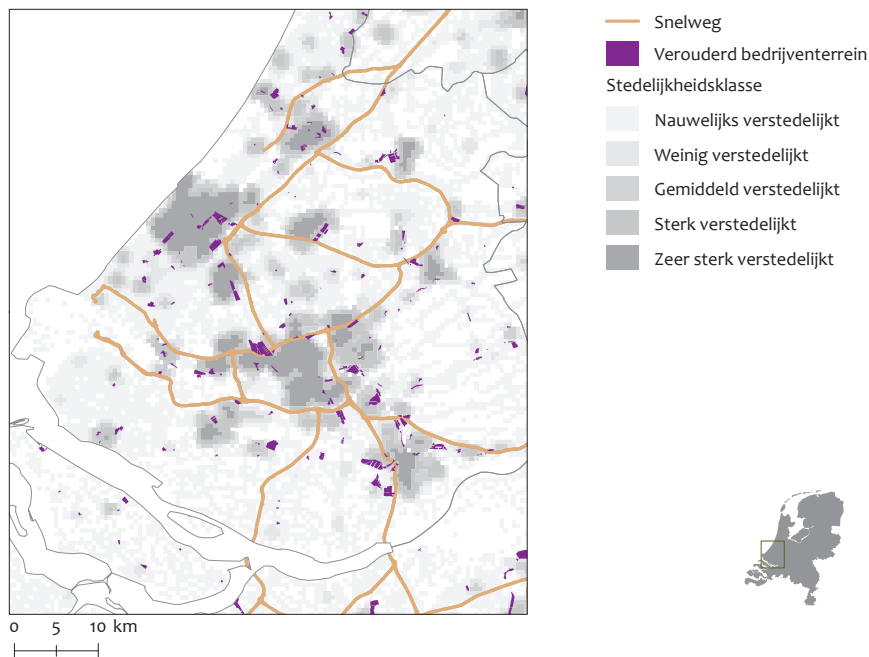 Snelweg
Verouderd bedrijventerrein
Stedelijkheidsklasse
Nauwelijks verstedelijkt
Weinig verstedelijkt
Gemiddeld verstedelijkt
Sterk verstedelijkt
Zeer sterk verstedelijkt
0 5 10 km